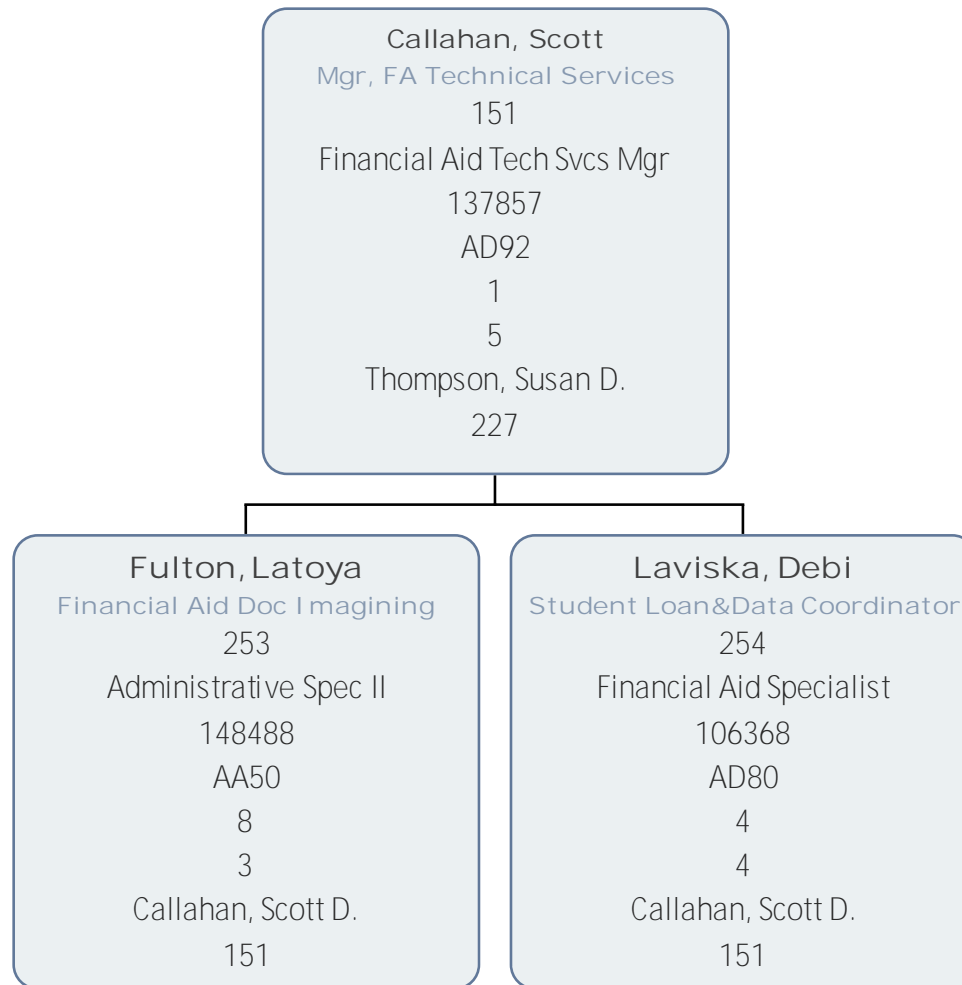 Callahan, Scott
Mgr, FA Technical Services
151
Financial Aid Tech Svcs Mgr
137857
AD92
1
5
Thompson, Susan D.
227
Fulton, Latoya
Financial Aid Doc Imagining
253
Administrative Spec II
148488
AA50
8
3
Callahan, Scott D.
151
Laviska, Debi
Student Loan&Data Coordinator
254
Financial Aid Specialist
106368
AD80
4
4
Callahan, Scott D.
151